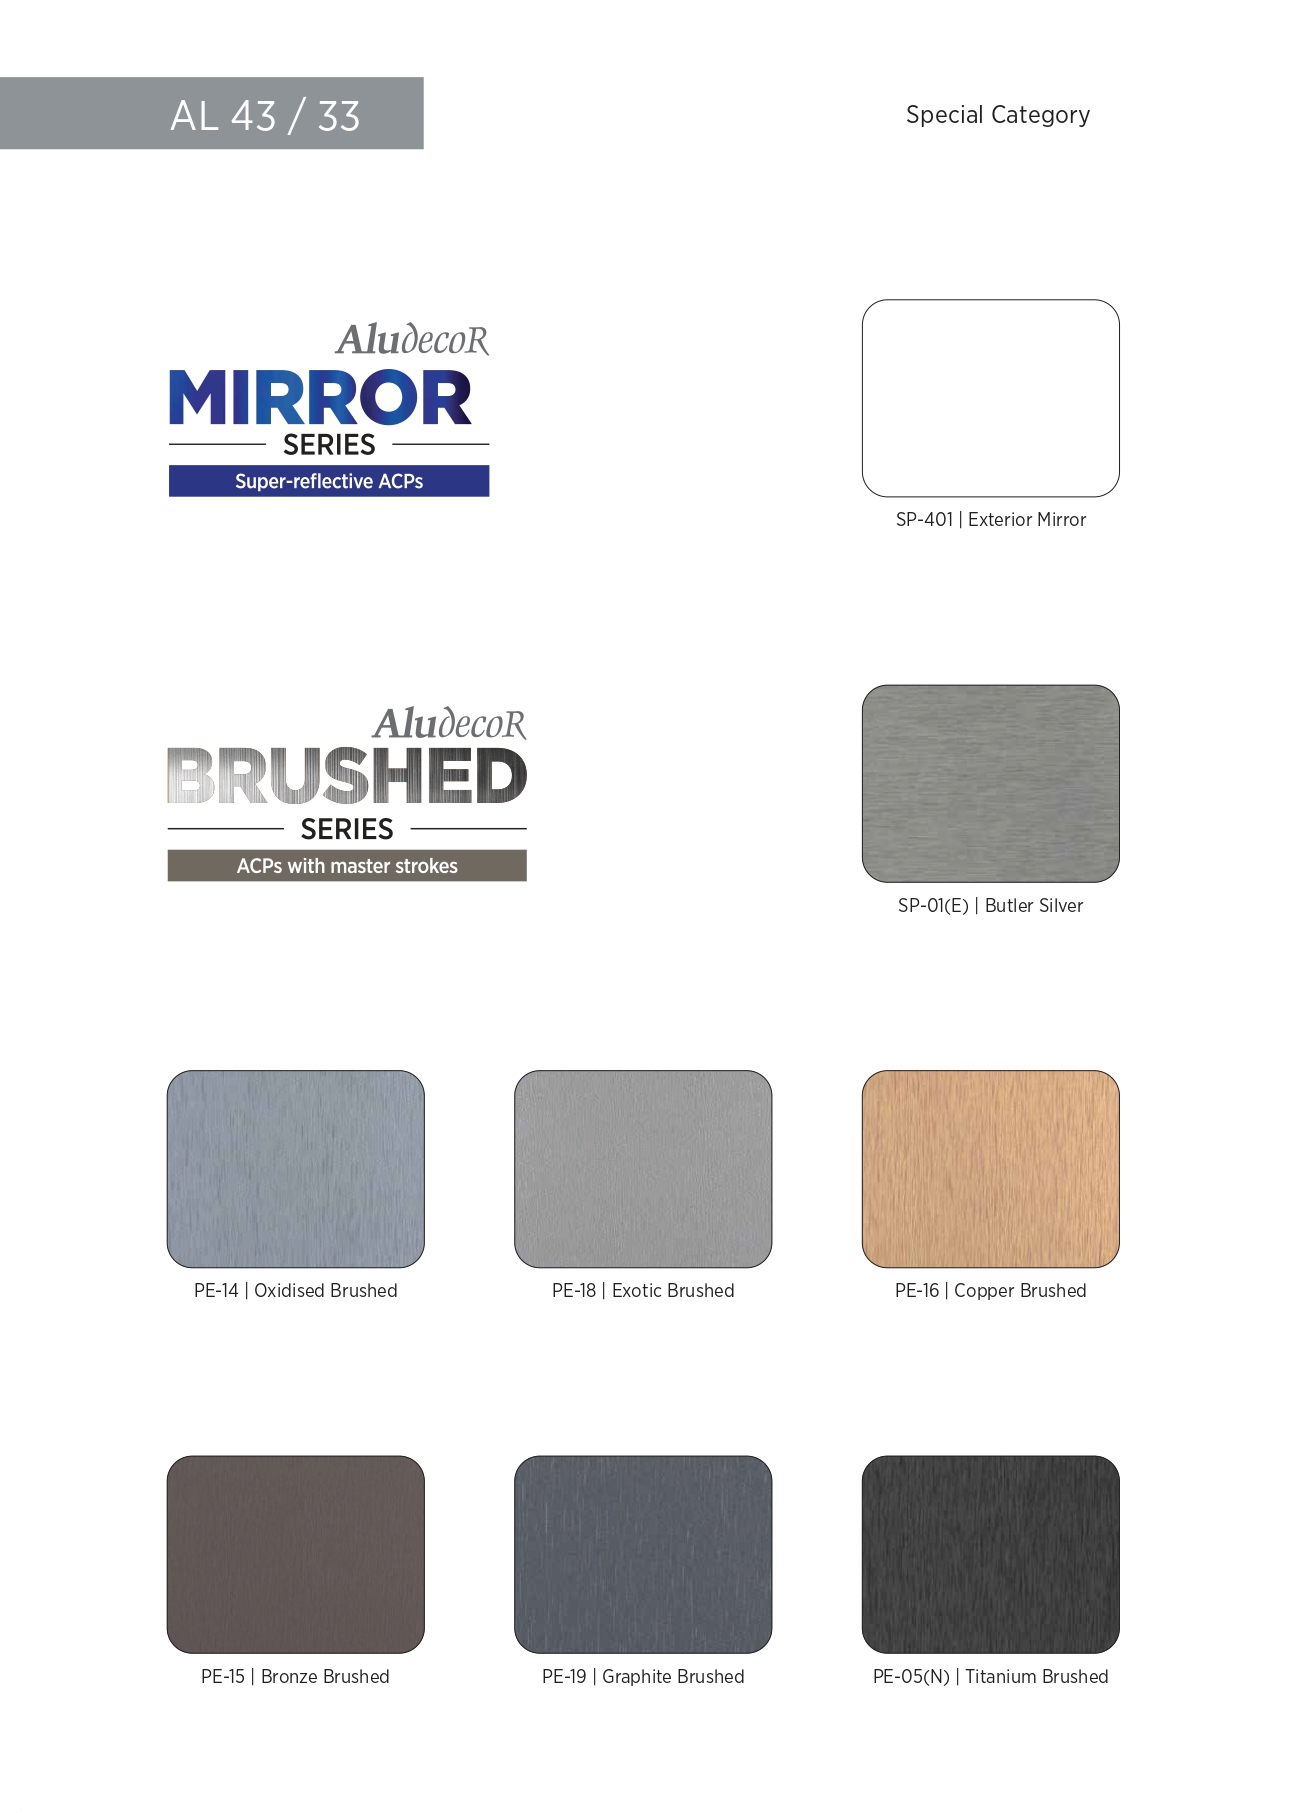 AL 43 / 33
Special Category
AludecoR
MIRROR
SERIES
Super-reflective ACPs
SP-401 | Exterior Mirror
AludecoR
BRUSHED
SERIES
ACPs with master strokes
SP-01(E) | Butler Silver
PE-14 | Oxidised Brushed
PE-18 | Exotic Brushed
PE-16 | Copper Brushed
PE-15 | Bronze Brushed
PE-19 | Graphite Brushed
PE-05(N) | Titanium Brushed